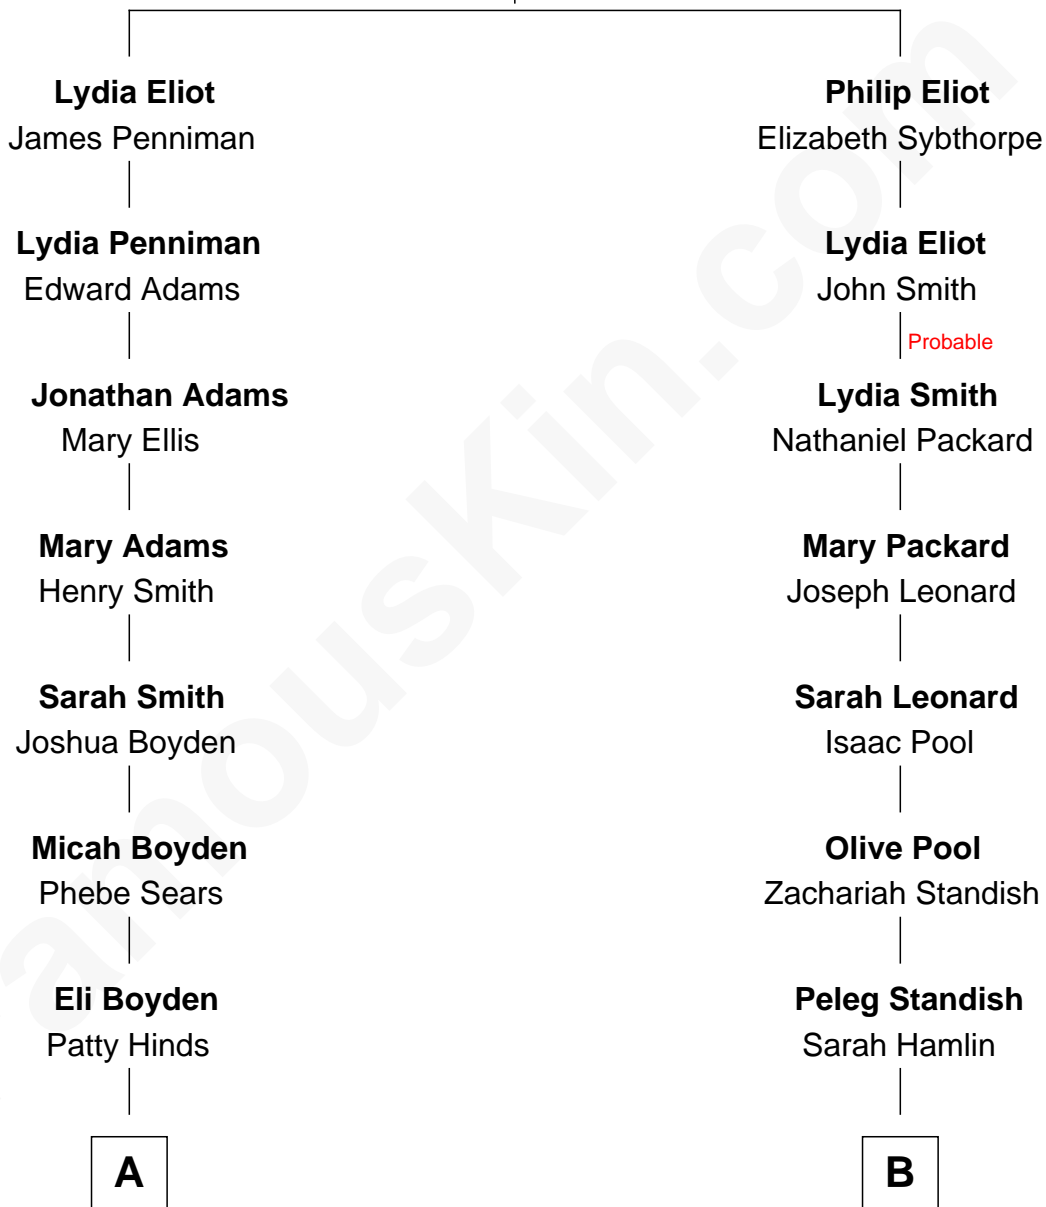 Lydia Eliot
James Penniman
Lydia Penniman
Edward Adams
Jonathan Adams
Mary Ellis
Mary Adams
Henry Smith
Sarah Smith
Joshua Boyden
Micah Boyden
Phebe Sears
Eli Boyden
Patty Hinds
A
Philip Eliot
Elizabeth Sybthorpe
Lydia Eliot
John Smith
Probable
Lydia Smith
Nathaniel Packard
Mary Packard
Joseph Leonard
Sarah Leonard
Isaac Pool
Olive Pool
Zachariah Standish
Peleg Standish
Sarah Hamlin
B
amousKin.com